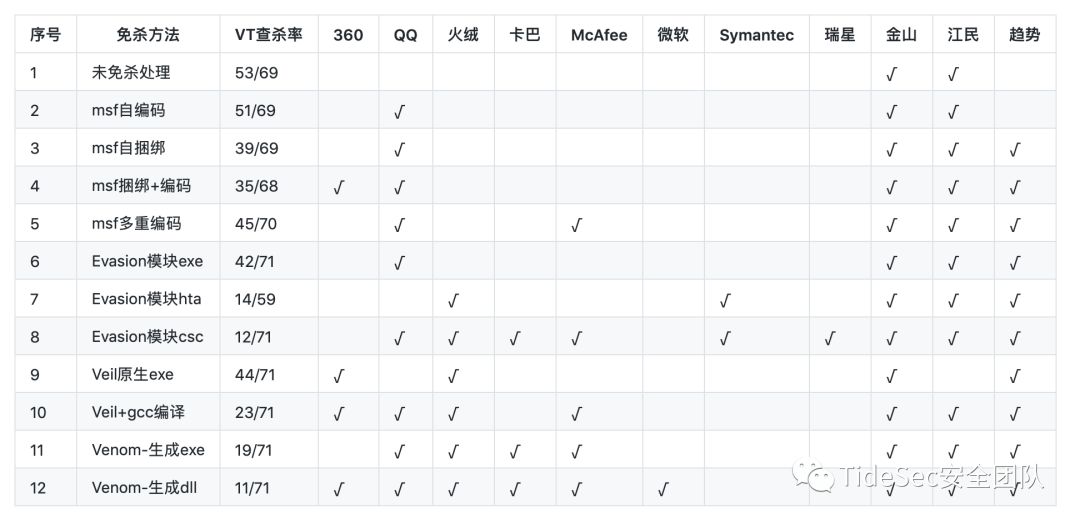 序号 免杀方法 VT查杀率 360 QQ 火绒 卡巴 McAfee 微软 Symantec 瑞星 金山 江民 趋势
1 未免杀处理 53/69 √ √
2 msf自编码 51/69 √ √ √
3 msf自捆绑 39/69 √ √ √ √
4 msf捆绑+编码 35/68 √ √ √ √ √
5 msf多重编码 45/70 √ √ √ √ √
6 Evasion模块exe 42/71 √ √ √ √
7 Evasion模块hta 14/59 √ √ √ √ √
8 Evasion模块csc 12/71 √ √ √ √ √ √ √ √ √
9 Veil原生exe 44/71 √ √ √ √
10 Veil+gcc编译 23/71 √ √ √ √ √ √ √
11 Venom-生成exe 19/71 √ √ √ √ √ √ √
12 Venom-生成dll 11/71 √ √ √ √ √ √ √ √ √
TideSec安全团队